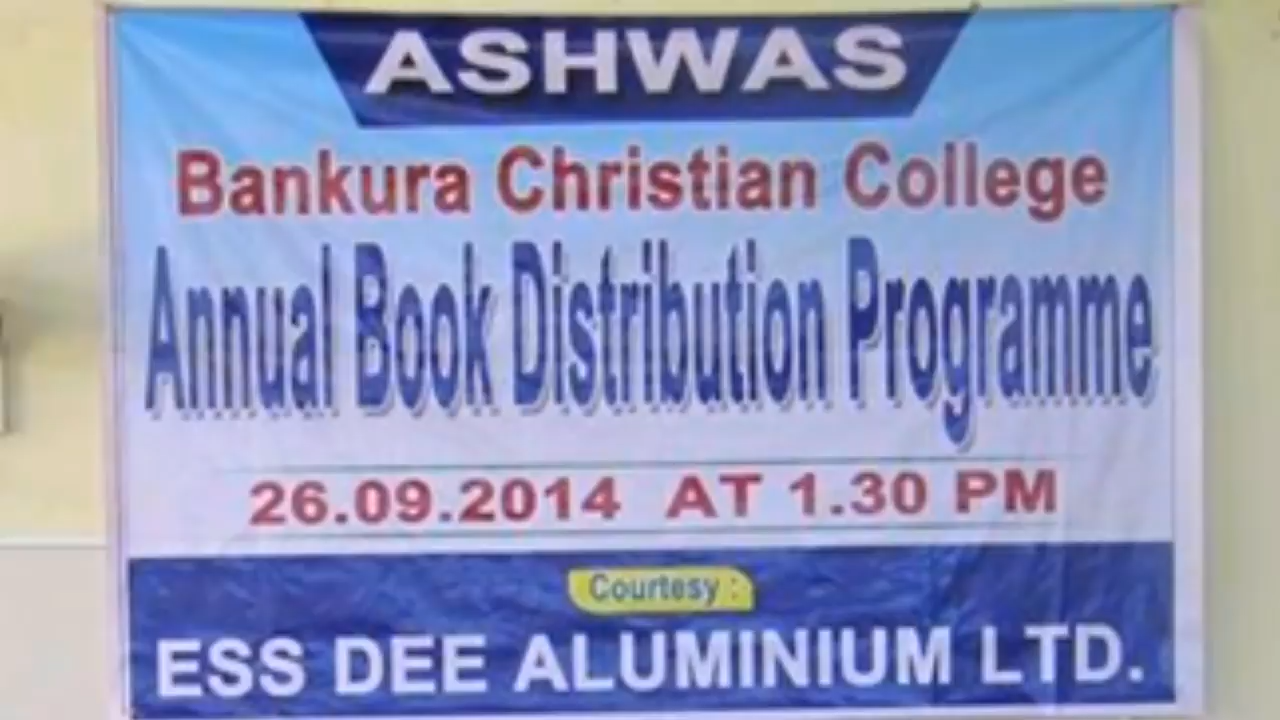 ASHWAS
Bankura Christian College
Annual Book Distribution Programme
26.09.2014 AT 1.30 PM
Courtesy :
ESS DEE ALUMINIUM LTD.